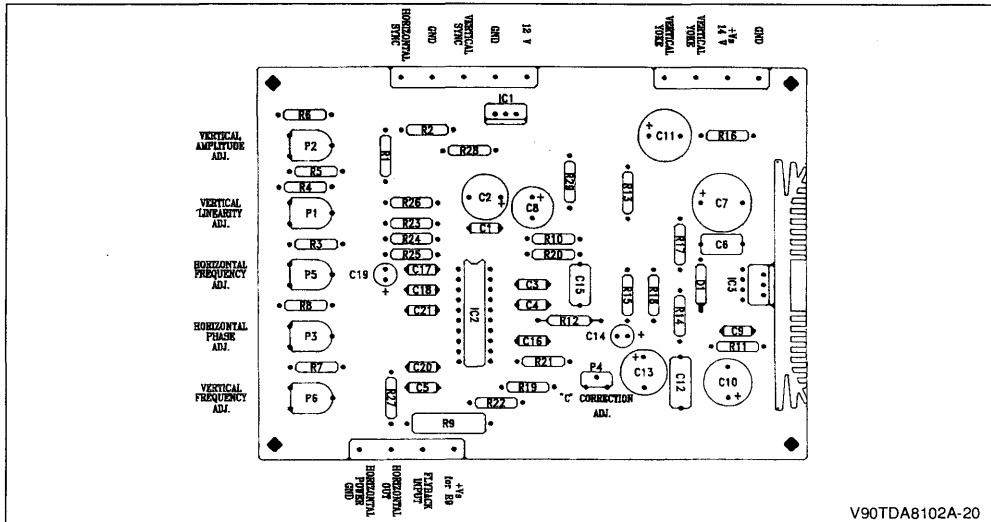 HORIZONTAL
SYNC
GND
VERTICAL
SYNC
GND
12 V
VERTICAL
YOKE
VERTICAL
YOKE
+Vs
14 V
GND
IC1
R6
VERTICAL
AMPLITUDE
ADJ.
P2
R1
R2
R28
+
C11
R16
R5
R4
VERTICAL
LINEARITY
ADJ.
P1
R26
C2
+
+
C8
R29
R13
+
C7
R23
C1
R3
R24
R10
R17
C6
R25
R20
HORIZONTAL
FREQUENCY
ADJ.
P5
C19
+
C17
IC2
C3
C15
R15
R18
D1
IC3
C18
R8
C21
C4
R12
R14
HORIZONTAL
PHASE
ADJ.
P3
C16
C14
+
C9
R11
R7
C20
R21
P4
C13
+
C12
C10
+
VERTICAL
FREQUENCY
ADJ.
P6
R27
C5
R19
"C" CORRECTION
ADJ.
R22
R9
HORIZONTAL
POWER
GND
HORIZONTAL
OUT
FLYBACK
INPUT
+Vs
for R9
V90TDA8102A-20